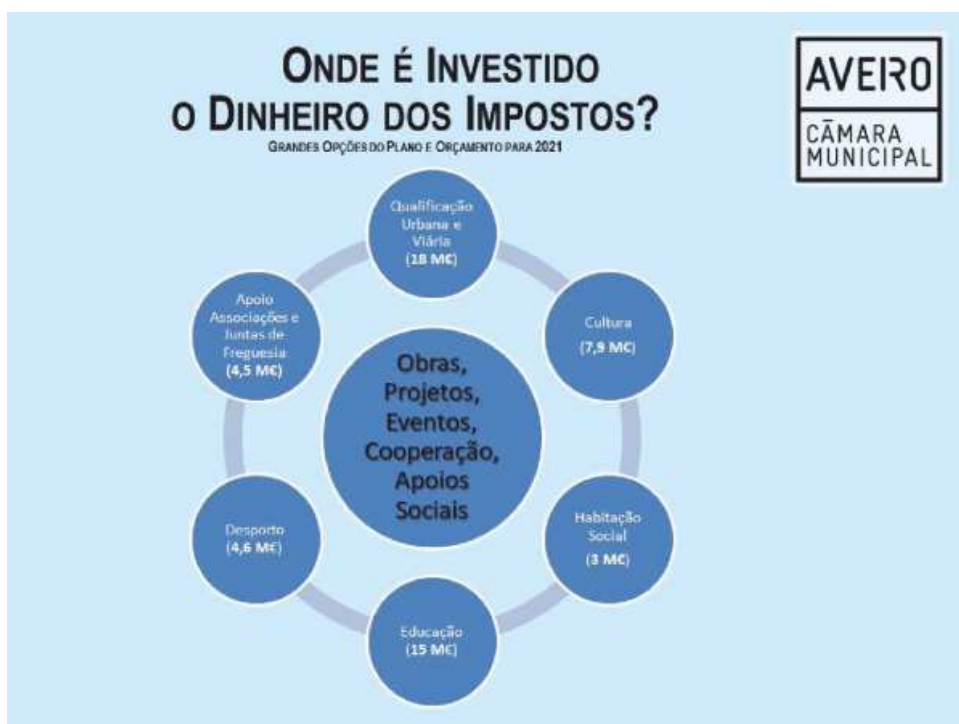 ONDE É INVESTIDO
O DINHEIRO DOS IMPOSTOS?
GRANDES OPÇÕES DO PLANO E ORÇAMENTO PARA 2021
AVEIRO
CÂMARA
MUNICIPAL
Qualificação
Urbana e
Viária
(18 M€)
Cultura
(7,9 M€)
Habitação
Social
(3 M€)
Educação
(15 M€)
Desporto
(4,6 M€)
Apoio
Associações e
Juntas de
Freguesia
(4,5 M€)
Obras,
Projetos,
Eventos,
Cooperação,
Apoios
Sociais